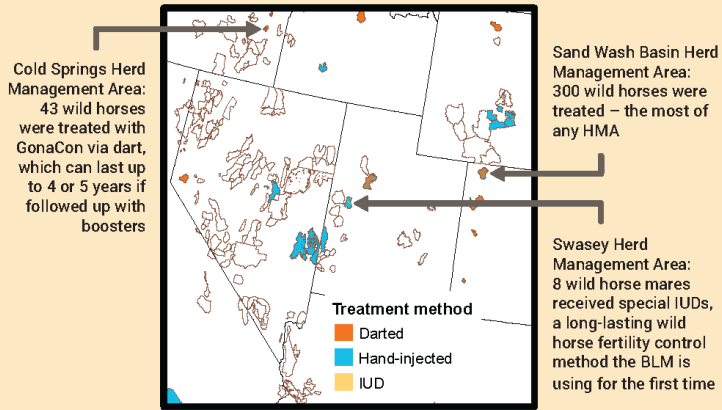 Cold Springs Herd
Management Area:
43 wild horses
were treated with
GonaCon via dart,
which can last up
to 4 or 5 years if
followed up with
boosters
Sand Wash Basin Herd
Management Area:
300 wild horses were
treated – the most of
any HMA
Swasey Herd
Management Area:
8 wild horse mares
received special IUDs,
a long-lasting wild
horse fertility control
method the BLM is
using for the first time
Treatment method
Darted
Hand-injected
IUD